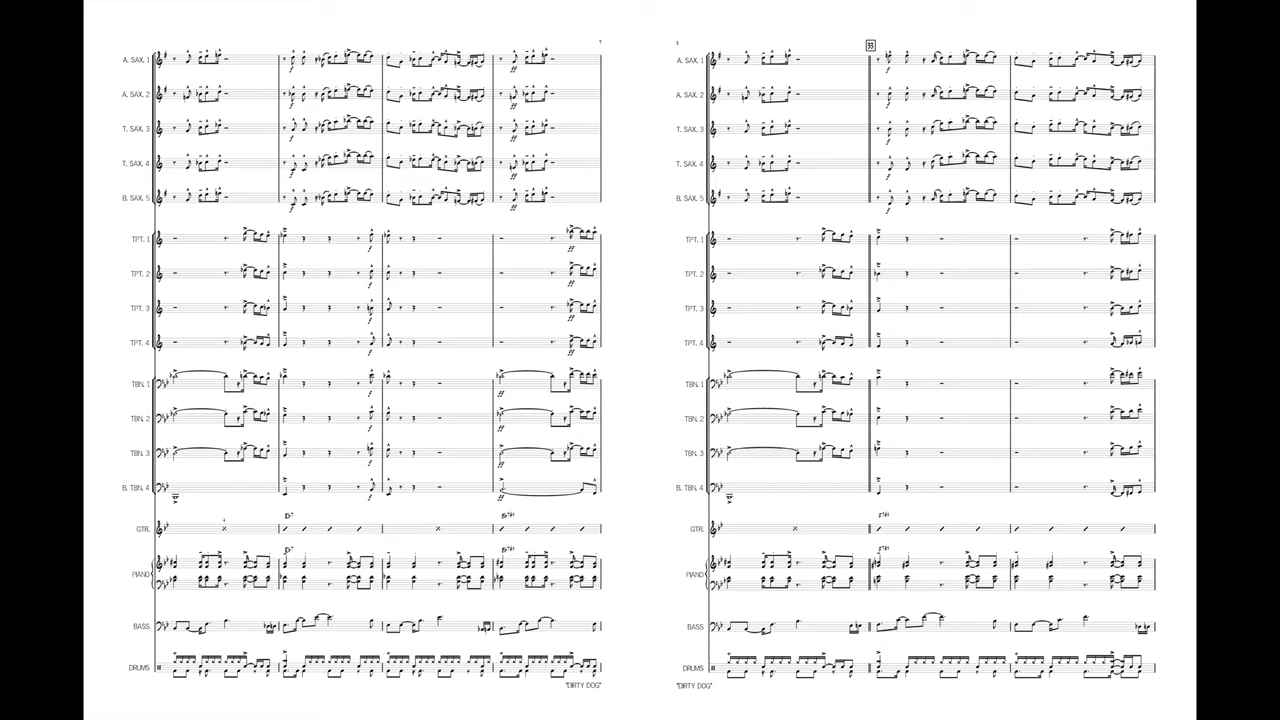 7
A. SAX. 1
A. SAX. 2
T. SAX. 3
T. SAX. 4
B. SAX. 5
TPT. 1
TPT. 2
TPT. 3
TPT. 4
TBN. 1
TBN. 2
TBN. 3
B. TBN. 4
GTR.
PIANO
BASS
DRUMS
"DIRTY DOG"
8
33
A. SAX. 1
A. SAX. 2
T. SAX. 3
T. SAX. 4
B. SAX. 5
TPT. 1
TPT. 2
TPT. 3
TPT. 4
TBN. 1
TBN. 2
TBN. 3
B. TBN. 4
GTR.
PIANO
BASS
DRUMS
"DIRTY DOG"